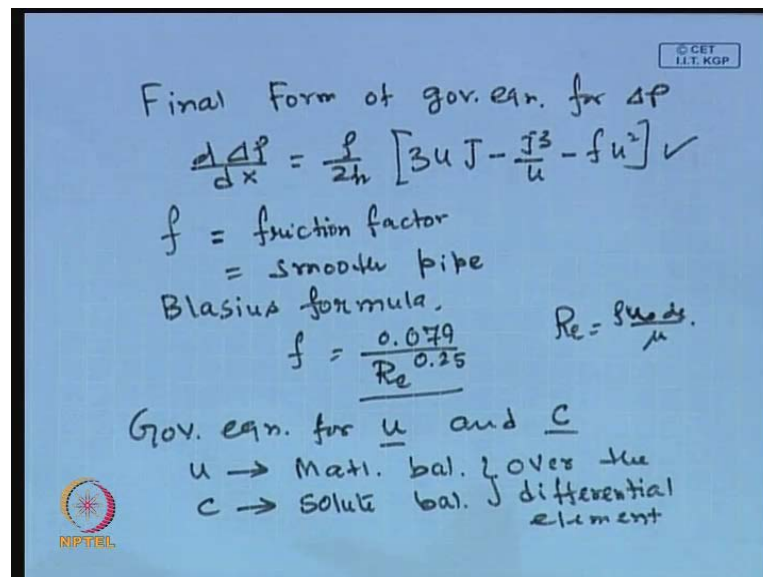 © CET
I.I.T. KGP
Final Form of gov. eqn. for ΔP
dΔP/dx = ρ/2h [3uJ - J³/u - fu²] ✓
f = friction factor
= smooth pipe
Blasius formula.
f = 0.079/Re^0.25 Re = ρu₀de/μ.
Gov. eqn. for u and c
u → Matl. bal. } over the
c → solute bal. } differential
element
NPTEL